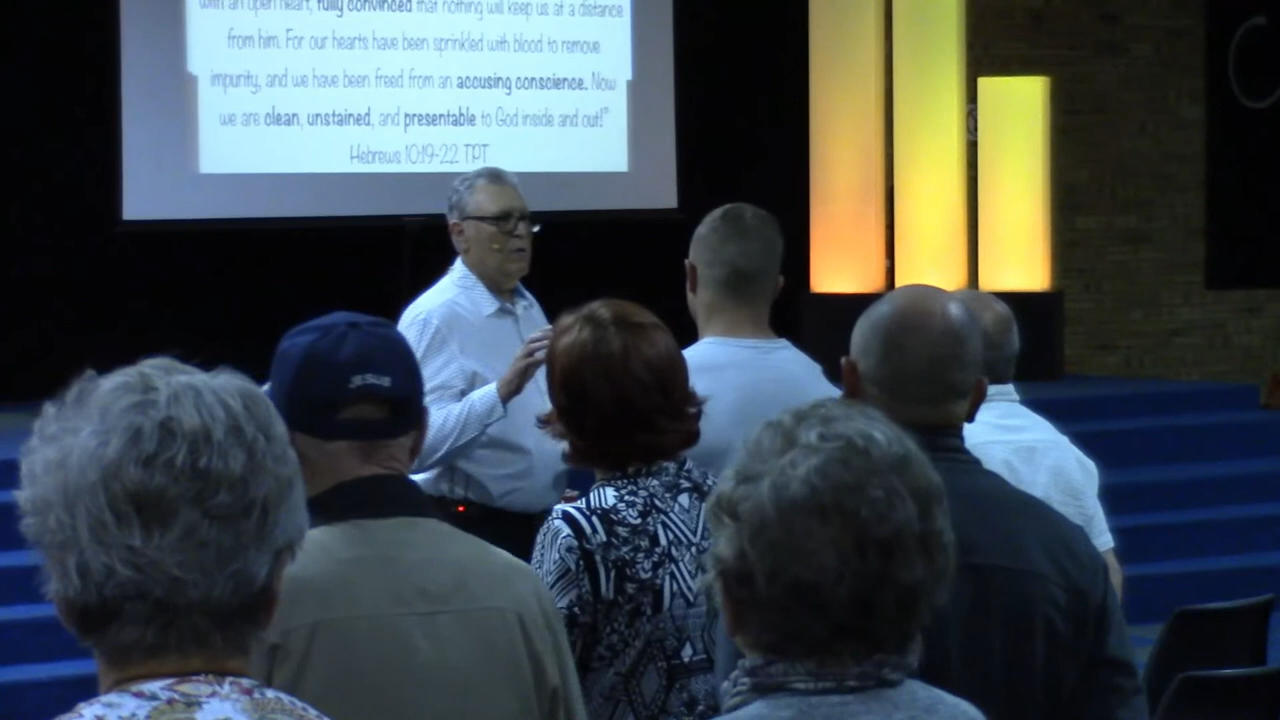 with an open heart, fully convinced that nothing will keep us at a distance
from him. For our hearts have been sprinkled with blood to remove
impurity, and we have been freed from an accusing conscience. Now
we are clean, unstained, and presentable to God inside and out!"
Hebrews 10:19-22 TPT
JESUS